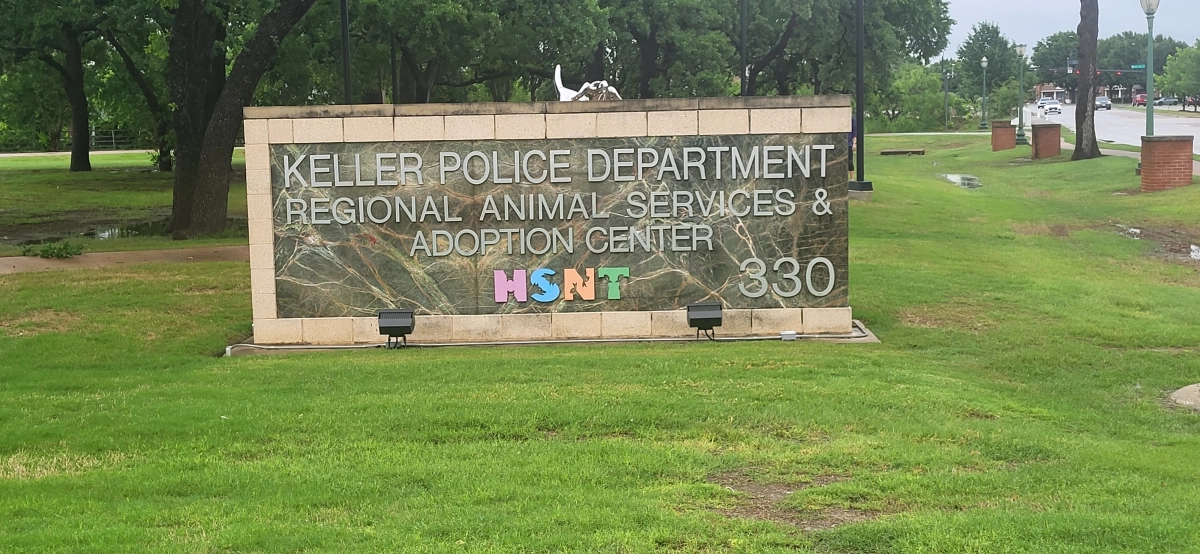 KELLER POLICE DEPARTMENT
REGIONAL ANIMAL SERVICES &
ADOPTION CENTER
HSNT
330